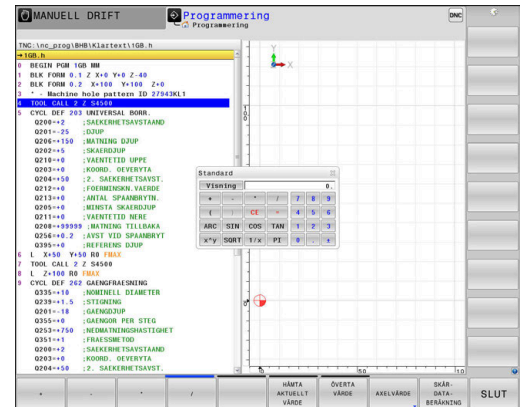 MANUELL DRIFT
Programmering
Programmering
DNC
TNC:\nc_prog\BHB\Klartext\1GB.h
→1GB.h
0 BEGIN PGM 1GB MM
1 BLK FORM 0.1 Z X+0 Y+0 Z-40
2 BLK FORM 0.2 X+100 Y+100 Z+0
3 * - Machine hole pattern ID 27943KL1
4 TOOL CALL 2 Z S4500
5 CYCL DEF 203 UNIVERSAL BORR.
Q200=+2 ;SAEKERHETSAVSTAAND
Q201=-25 ;DJUP
Q206=+150 ;MATNING DJUP
Q202=+5 ;SKAERDJUP
Q210=+0 ;VAENTETID UPPE
Q203=+0 ;KOORD. OEVERYTA
Q204=+50 ;2. SAEKERHETSAVST.
Q212=+0 ;FOERMINSKN.VAERDE
Q213=+0 ;ANTAL SPAANBRYTN.
Q205=+0 ;MINSTA SKAERDJUP
Q211=+0 ;VAENTETID NERE
Q208=+99999 ;MATNING TILLBAKA
Q256=+0.2 ;AVST VID SPAANBRYT
Q395=+0 ;REFERENS DJUP
6 L X+50 Y+50 R0 FMAX
7 TOOL CALL 2 Z S4500
8 L Z+100 R0 FMAX
9 CYCL DEF 262 GAENGFRAESNING
Q335=+10 ;NOMINELL DIAMETER
Q239=+1.5 ;STIGNING
Q201=-18 ;GAENGDJUP
Q355=+0 ;GAENGOR PER STEG
Q253=+750 ;NEDMATNINGSHASTIGHET
Q351=+1 ;FRAESSMETOD
Q200=+2 ;SAEKERHETSAVSTAAND
Q203=+0 ;KOORD. OEVERYTA
Q204=+50 ;2. SAEKERHETSAVST.
Y
X
Standard
Visning 0.
+ - * / 7 8 9
( ) CE = 4 5 6
ARC SIN COS TAN 1 2 3
x^y SQRT 1/x PI 0 . ±
0 50 10
+ - * /
HÄMTA AKTUELLT VÄRDE
ÖVERTA VÄRDE
AXELVÄRDE
SKÄR- DATA- BERÄKNING
SLUT